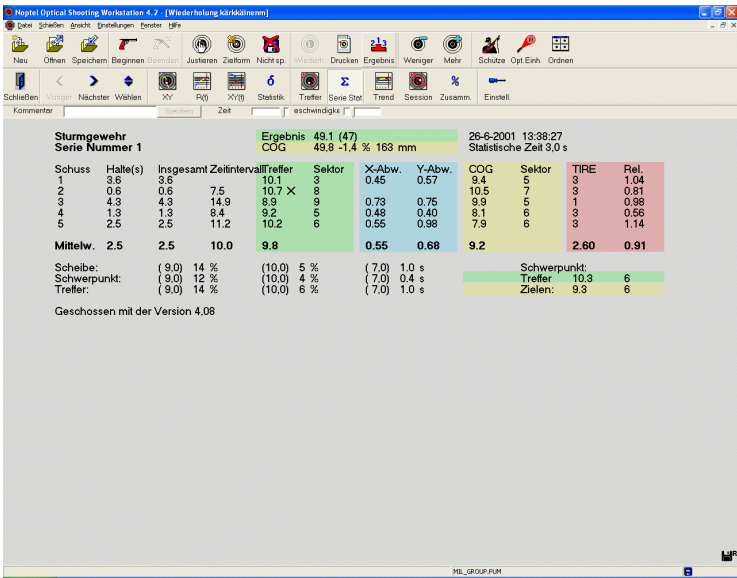 Noptel Optical Shooting Workstation 4.2 - [Wiederholung kärkkälnenm]
Datei Schießen Ansicht Einstellungen Fenster Hilfe
Neu Öffnen Speichern Beginnen Beenden Justieren Zielform Nicht sp. Wiederh. Drucken Ergebnis Weniger Mehr Schütze Opt.Einh. Ordnen
Schließen Voriger Nächster Wählen XY R(t) XY(t) Statistik Treffer Serie Stat Trend Session Zusamm. Einstell.
Kommentar Speichern Zeit eschwindigke
Sturmgewehr Ergebnis 49.1 (47) 26-6-2001 13:38:27
Serie Nummer 1 COG 49,8 -1,4 % 163 mm Statistische Zeit 3,0 s
Schuss Halte(s) Insgesamt Zeitintervall Treffer Sektor X-Abw. Y-Abw. COG Sektor TIRE Rel.
1 3.6 3.6 10.1 3 0.45 0.57 9.4 5 3 1.04
2 0.6 0.6 7.5 10.7 X 8 10.5 7 3 0.81
3 4.3 4.3 14.9 8.9 9 0.73 0.75 9.9 5 1 0.98
4 1.3 1.3 8.4 9.2 5 0.48 0.40 8.1 6 3 0.56
5 2.5 2.5 11.2 10.2 6 0.55 0.98 7.9 6 3 1.14
Mittelw. 2.5 2.5 10.0 9.8 0.55 0.68 9.2 2.60 0.91
Scheibe: ( 9,0) 14 % (10,0) 5 % ( 7,0) 1.0 s Schwerpunkt:
Schwerpunkt: ( 9,0) 12 % (10,0) 4 % ( 7,0) 0.4 s Treffer 10.3 6
Treffer: ( 9,0) 14 % (10,0) 6 % ( 7,0) 1.0 s Zielen: 9.3 6
Geschossen mit der Version 4,08
R
MIL_GROUP.PUM